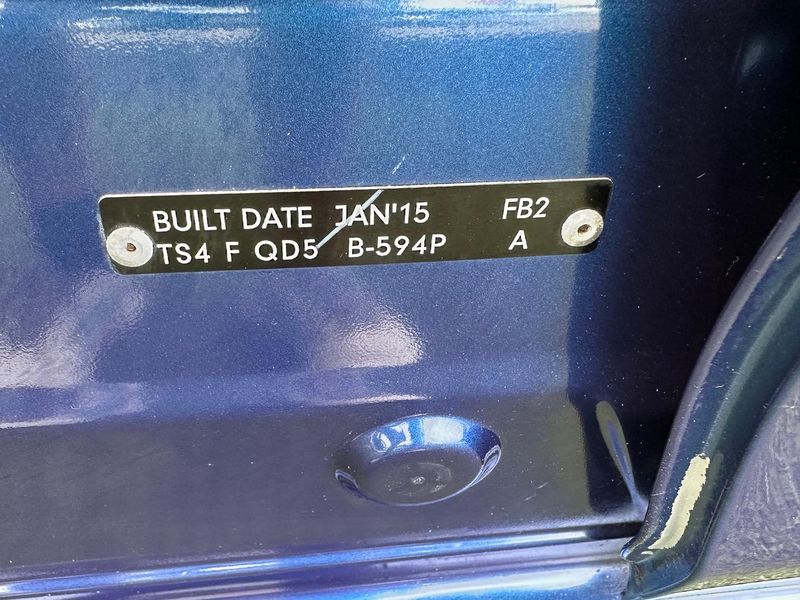 BUILT DATE JAN'15 FB2
TS4 F QD5 B-594P A